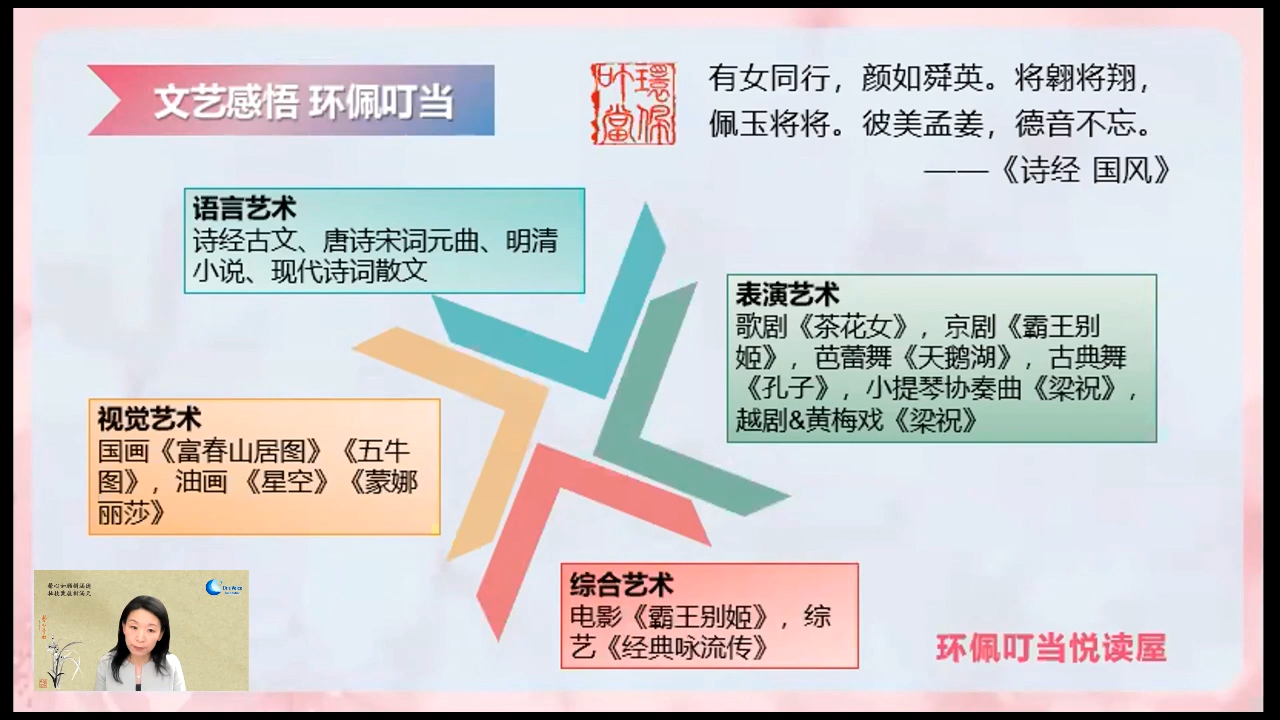 文艺感悟 环佩叮当
環佩
叮當
有女同行，颜如舜英。将翱将翔，
佩玉将将。彼美孟姜，德音不忘。
——《诗经 国风》
语言艺术
诗经古文、唐诗宋词元曲、明清
小说、现代诗词散文
表演艺术
歌剧《茶花女》，京剧《霸王别
姬》，芭蕾舞《天鹅湖》，古典舞
《孔子》，小提琴协奏曲《梁祝》，
越剧&黄梅戏《梁祝》
视觉艺术
国画《富春山居图》《五牛
图》，油画 《星空》《蒙娜
丽莎》
综合艺术
电影《霸王别姬》，综
艺《经典咏流传》
环佩叮当悦读屋